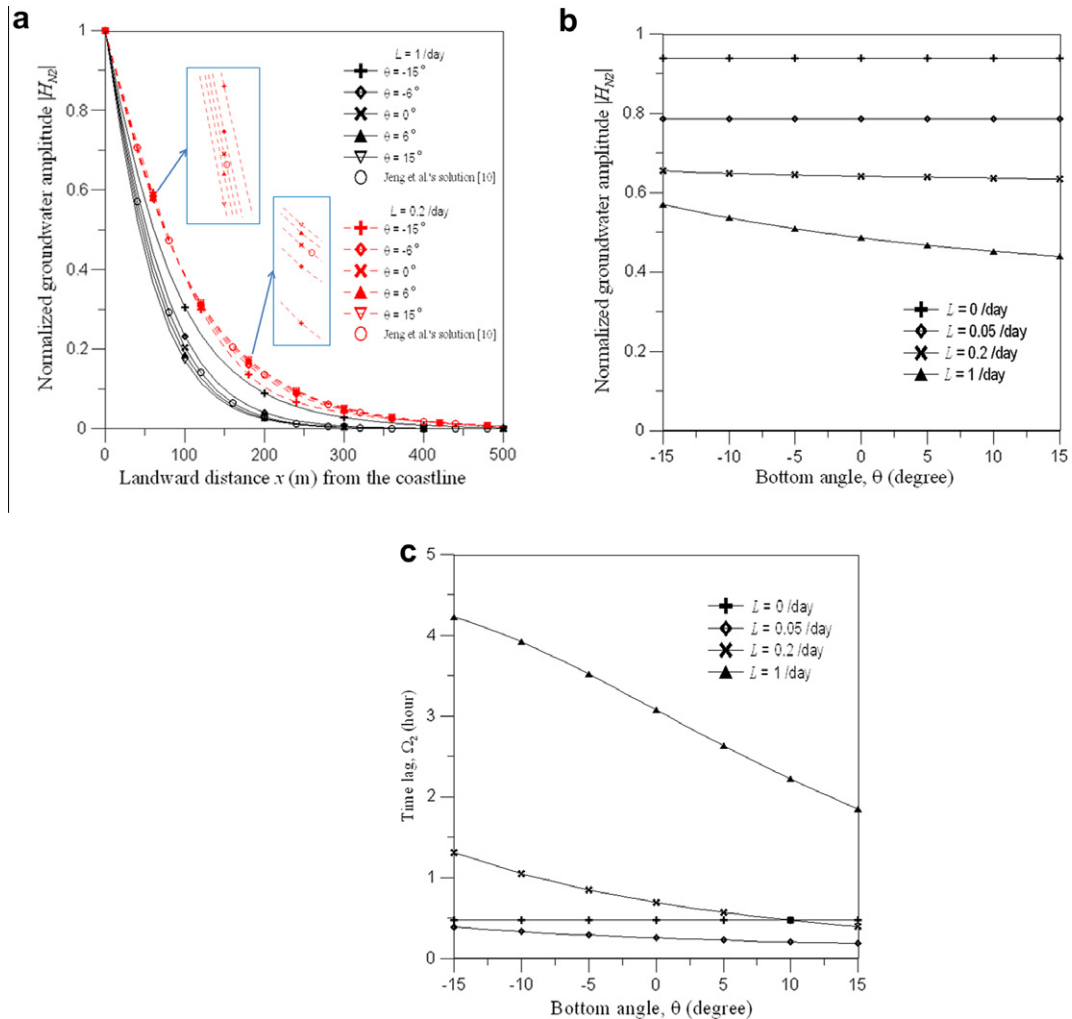 a
Normalized groundwater amplitude |H_N2|
1
0.8
0.6
0.4
0.2
0
0
100
200
300
400
500
Landward distance x (m) from the coastline
L = 1/day
θ = -15°
θ = -6°
θ = 0°
θ = 6°
θ = 15°
Jeng et al.'s solution [10]
L = 0.2/day
θ = -15°
θ = -6°
θ = 0°
θ = 6°
θ = 15°
Jeng et al.'s solution [10]
b
Normalized groundwater amplitude |H_N2|
1
0.8
0.6
0.4
0.2
0
-15
-10
-5
0
5
10
15
Bottom angle, θ (degree)
L = 0 /day
L = 0.05 /day
L = 0.2 /day
L = 1 /day
c
Time lag, Ω₂ (hour)
5
4
3
2
1
0
-15
-10
-5
0
5
10
15
Bottom angle, θ (degree)
L = 0 /day
L = 0.05 /day
L = 0.2 /day
L = 1 /day